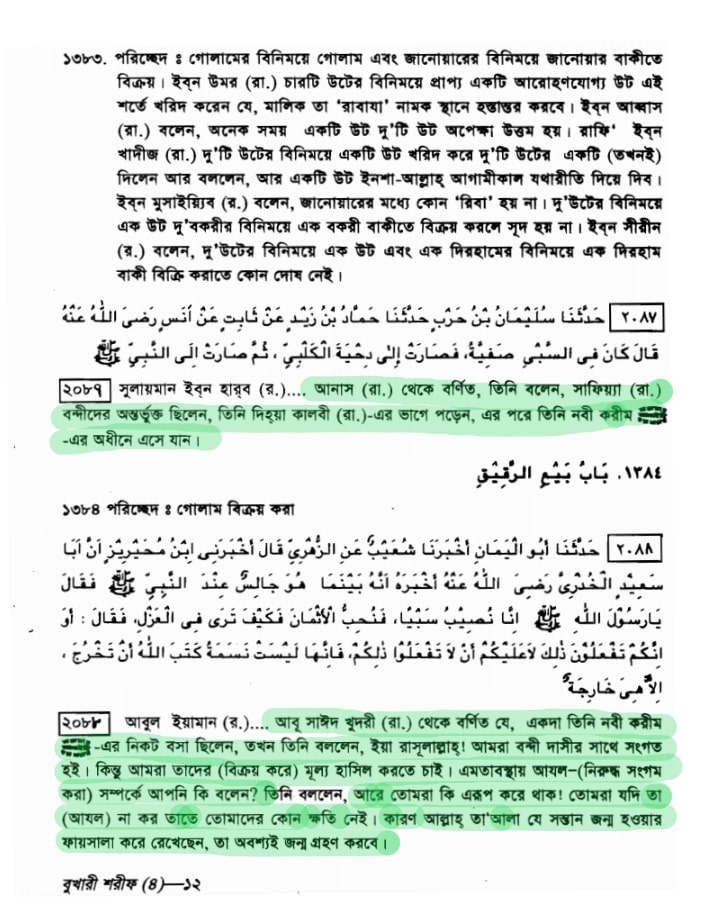 ১৩৮৩. পরিচ্ছেদ ঃ গোলামের বিনিময়ে গোলাম এবং জানোয়ারের বিনিময়ে জানোয়ার বাকীতে
বিক্রয়। ইব্‌ন উমর (রা.) চারটি উটের বিনিময়ে প্রাপ্য একটি আরোহণযোগ্য উট এই
শর্তে খরিদ করেন যে, মালিক তা ‘রাবাযা’ নামক স্থানে হস্তান্তর করবে। ইব্‌ন আব্বাস
(রা.) বলেন, অনেক সময় একটি উট দু’টি উট অপেক্ষা উত্তম হয়। রাফি‘ ইব্‌ন
খাদীজ (রা.) দু’টি উটের বিনিময়ে একটি উট খরিদ করে দু’টি উটের একটি (তখনই)
দিলেন আর বললেন, আর একটি উট ইনশা-আল্লাহ্ আগামীকাল যথারীতি দিয়ে দিব।
ইব্‌ন মুসাইয়্যিব (র.) বলেন, জানোয়ারের মধ্যে কোন ‘রিবা’ হয় না। দু’উটের বিনিময়ে
এক উট দু’বকরীর বিনিময়ে এক বকরী বাকীতে বিক্রয় করলে সূদ হয় না। ইব্‌ন সীরীন
(র.) বলেন, দু’উটের বিনিময়ে এক উট এবং এক দিরহামের বিনিময়ে এক দিরহাম
বাকী বিক্রি করাতে কোন দোষ নেই।
٢٠٨٧ حَدَّثَنَا سُلَيْمَانُ بْنُ حَرْبٍ حَدَّثَنَا حَمَّادُ بْنُ زَيْدٍ عَنْ ثَابِتٍ عَنْ أَنَسٍ رَضِىَ اللّٰهُ عَنْهُ
قَالَ كَانَ فِى السَّبْىِ صَفِيَّةُ، فَصَارَتْ إِلٰى دِحْيَةَ الْكَلْبِىِّ ، ثُمَّ صَارَتْ إِلَى النَّبِىِّ ﷺ
২০৮৭ সুলায়মান ইব্‌ন হারব (র.).... আনাস (রা.) থেকে বর্ণিত, তিনি বলেন, সাফিয়্যা (রা.)
বন্দীদের অন্তর্ভুক্ত ছিলেন, তিনি দিহ্‌য়া কালবী (রা.)-এর ভাগে পড়েন, এর পরে তিনি নবী করীম ﷺ
-এর অধীনে এসে যান।
١٣٨٤. بَابُ بَيْعِ الرَّقِيْقِ
১৩৮৪ পরিচ্ছেদ ঃ গোলাম বিক্রয় করা
٢٠٨٨ حَدَّثَنَا أَبُو الْيَمَانِ أَخْبَرَنَا شُعَيْبٌ عَنِ الزُّهْرِىِّ قَالَ أَخْبَرَنِى ابْنُ مُحَيْرِيْزٍ أَنَّ أَبَا
سَعِيْدٍ الْخُدْرِىَّ رَضِىَ اللّٰهُ عَنْهُ أَخْبَرَهُ أَنَّهُ بَيْنَمَا هُوَ جَالِسٌ عِنْدَ النَّبِىِّ ﷺ فَقَالَ
يَارَسُوْلَ اللّٰهِ ﷺ انَّا نُصِيْبُ سَبْيًا، فَنُحِبُّ الْأَثْمَانَ فَكَيْفَ تَرَى فِى الْعَزْلِ، فَقَالَ : أَوَ
انَّكُمْ تَفْعَلُوْنَ ذٰلِكَ لاَعَلَيْكُمْ أَنْ لاَ تَفْعَلُوْا ذٰلِكُمْ، فَانَّهَا لَيْسَتْ نَسَمَةٌ كَتَبَ اللّٰهُ أَنْ تَخْرُجَ ،
الاَّ هِىَ خَارِجَةٌ
২০৮৮ আবুল ইয়ামান (র.).... আবূ সাঈদ খুদরী (রা.) থেকে বর্ণিত যে, একদা তিনি নবী করীম
ﷺ -এর নিকট বসা ছিলেন, তখন তিনি বললেন, ইয়া রাসূলাল্লাহ্! আমরা বন্দী দাসীর সাথে সংগত
হই। কিন্তু আমরা তাদের (বিক্রয় করে) মূল্য হাসিল করতে চাই। এমতাবস্থায় আযল–(নিরুদ্ধ সংগম
করা) সম্পর্কে আপনি কি বলেন? তিনি বললেন, আরে তোমরা কি এরূপ করে থাক! তোমরা যদি তা
(আযল) না কর তাতে তোমাদের কোন ক্ষতি নেই। কারণ আল্লাহ্ তা‘আলা যে সন্তান জন্ম হওয়ার
ফায়সালা করে রেখেছেন, তা অবশ্যই জন্ম গ্রহণ করবে।
বুখারী শরীফ (৪)—১২